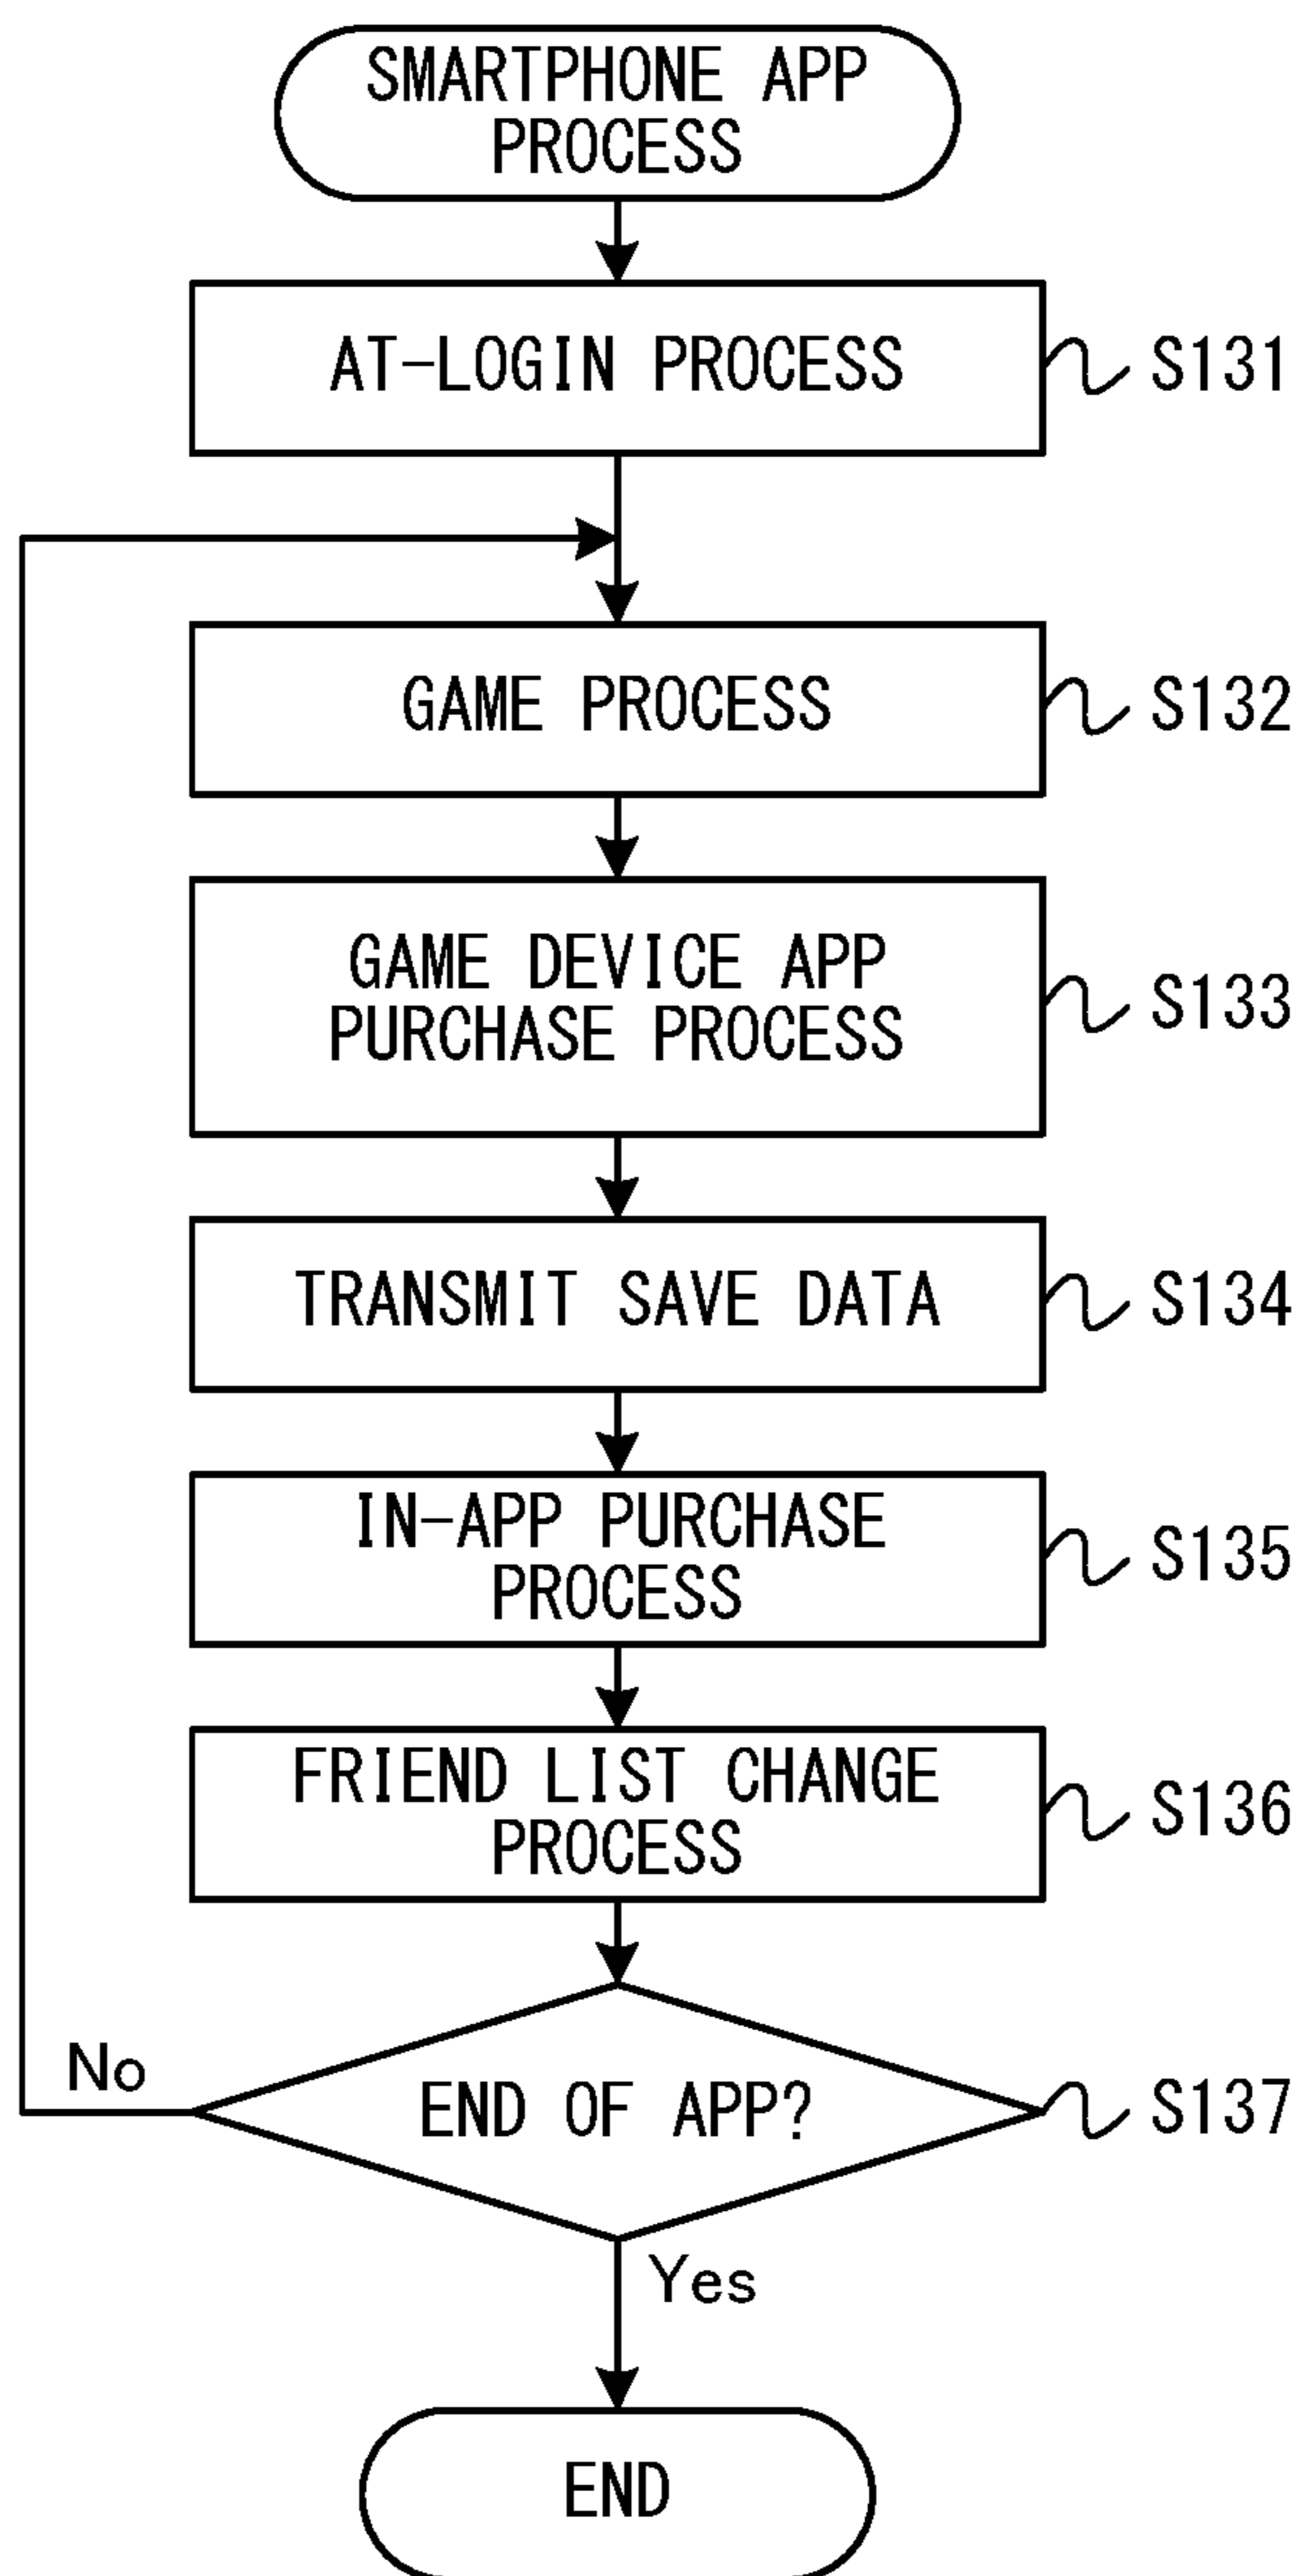 SMARTPHONE APP
PROCESS
AT-LOGIN PROCESS
S131
GAME PROCESS
S132
GAME DEVICE APP
PURCHASE PROCESS
S133
TRANSMIT SAVE DATA
S134
IN-APP PURCHASE
PROCESS
S135
FRIEND LIST CHANGE
PROCESS
S136
No
END OF APP?
S137
Yes
END